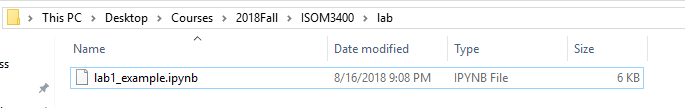 This PC > Desktop > Courses > 2018Fall > ISOM3400 > lab
Name Date modified Type Size
ss
lab1_example.ipynb 8/16/2018 9:08 PM IPYNB File 6 KB